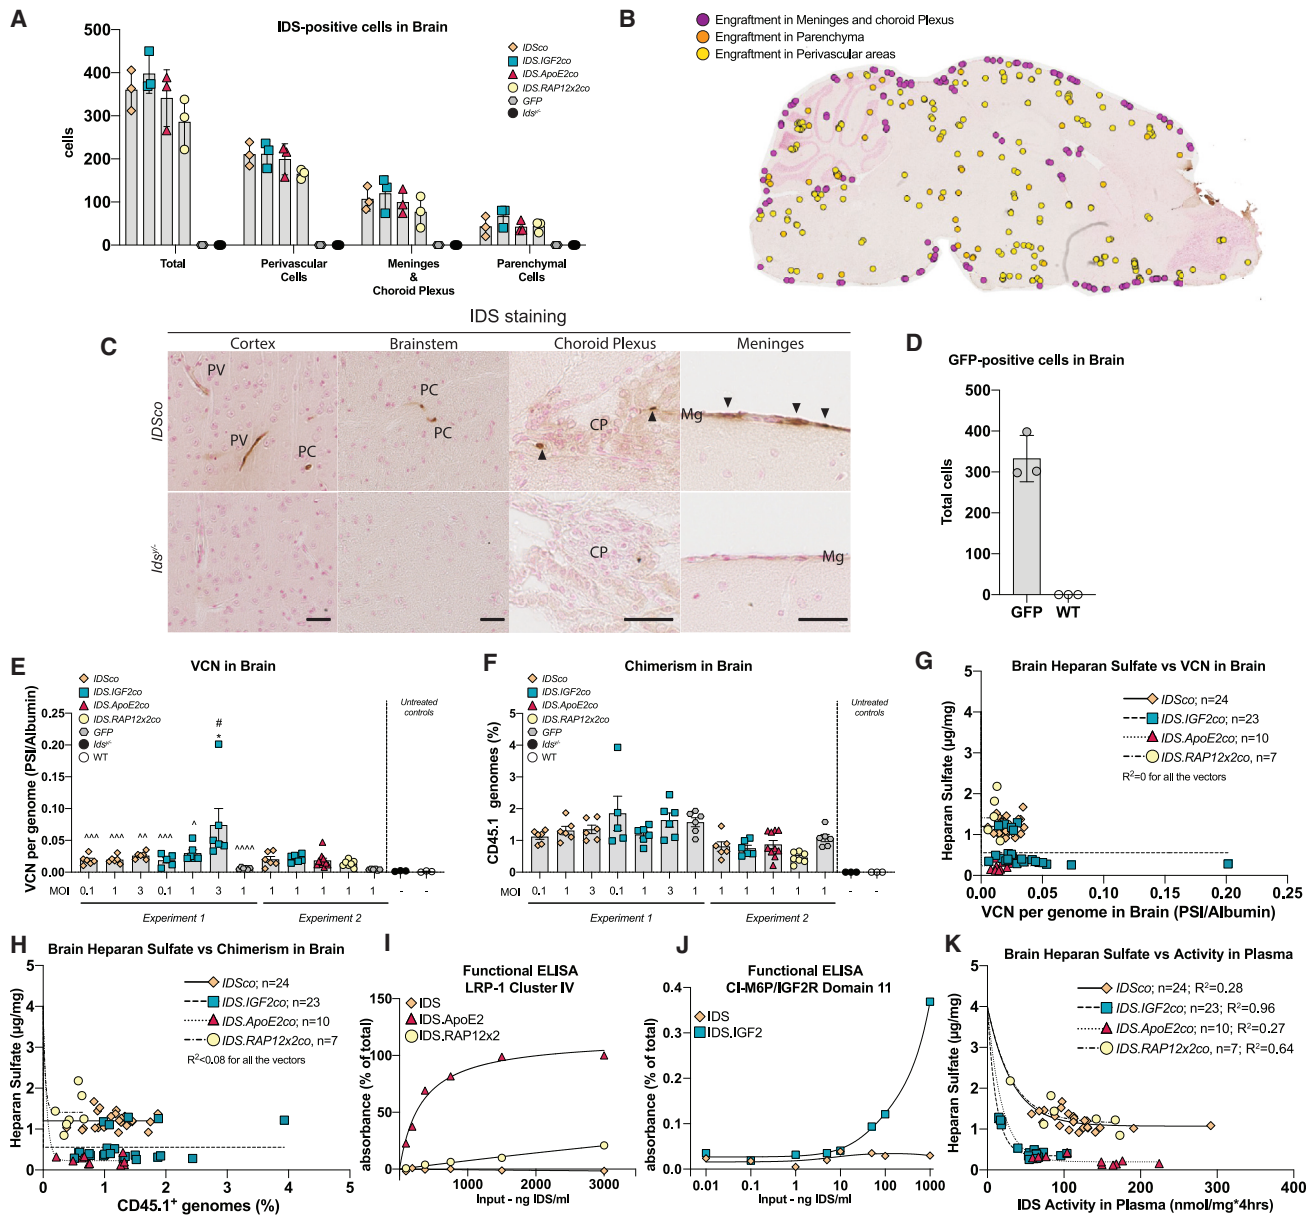 A
IDS-positive cells in Brain
500
400
300
200
100
0
cells
IDSco
IDS.IGF2co
IDS.ApoE2co
IDS.RAP12x2co
GFP
Idsy/-
Total
Perivascular
Cells
Meninges
&
Choroid Plexus
Parenchymal
Cells
B
Engraftment in Meninges and choroid Plexus
Engraftment in Parenchyma
Engraftment in Perivascular areas
C
IDS staining
Cortex
Brainstem
Choroid Plexus
Meninges
IDSco
PV
PV
PC
PC
PC
CP
Mg
Idsy/-
CP
Mg
D
GFP-positive cells in Brain
Total cells
500
400
300
200
100
0
GFP
WT
E
VCN in Brain
VCN per genome (PSI/Albumin)
IDSco
IDS.IGF2co
IDS.ApoE2co
IDS.RAP12x2co
GFP
Idsy/-
WT
Untreated
controls
0.25
0.20
0.15
0.10
0.05
0.00
#
*
^^^ ^^^ ^^ ^^^ ^ ^^^^
MOI 0.1 1 3 0.1 1 3 1 1 1 1 1 1 - -
Experiment 1
Experiment 2
F
Chimerism in Brain
CD45.1 genomes (%)
IDSco
IDS.IGF2co
IDS.ApoE2co
IDS.RAP12x2co
GFP
Idsy/-
WT
Untreated
controls
5
4
3
2
1
0
MOI 0.1 1 3 0.1 1 3 1 1 1 1 1 1 - -
Experiment 1
Experiment 2
G
Brain Heparan Sulfate vs VCN in Brain
Heparan Sulfate (µg/mg)
5
4
3
2
1
0
IDSco; n=24
IDS.IGF2co; n=23
IDS.ApoE2co; n=10
IDS.RAP12x2co, n=7
R2=0 for all the vectors
0.00 0.05 0.10 0.15 0.20 0.25
VCN per genome in Brain (PSI/Albumin)
H
Brain Heparan Sulfate vs Chimerism in Brain
Heparan Sulfate (µg/mg)
5
4
3
2
1
0
IDSco; n=24
IDS.IGF2co; n=23
IDS.ApoE2co; n=10
IDS.RAP12x2co, n=7
R2<0.08 for all the vectors
0 1 2 3 4 5
CD45.1+ genomes (%)
I
Functional ELISA
LRP-1 Cluster IV
absorbance (% of total)
150
100
50
0
IDS
IDS.ApoE2
IDS.RAP12x2
0 1000 2000 3000
Input - ng IDS/ml
J
Functional ELISA
CI-M6P/IGF2R Domain 11
absorbance (% of total)
0.4
0.3
0.2
0.1
0.0
IDS
IDS.IGF2
0.01 0.1 1 10 100 1000
Input - ng IDS/ml
K
Brain Heparan Sulfate vs Activity in Plasma
Heparan Sulfate (µg/mg)
5
4
3
2
1
0
IDSco; n=24; R2=0.28
IDS.IGF2co; n=23; R2=0.96
IDS.ApoE2co; n=10; R2=0.27
IDS.RAP12x2co, n=7; R2=0.64
0 100 200 300 400
IDS Activity in Plasma (nmol/mg*4hrs)